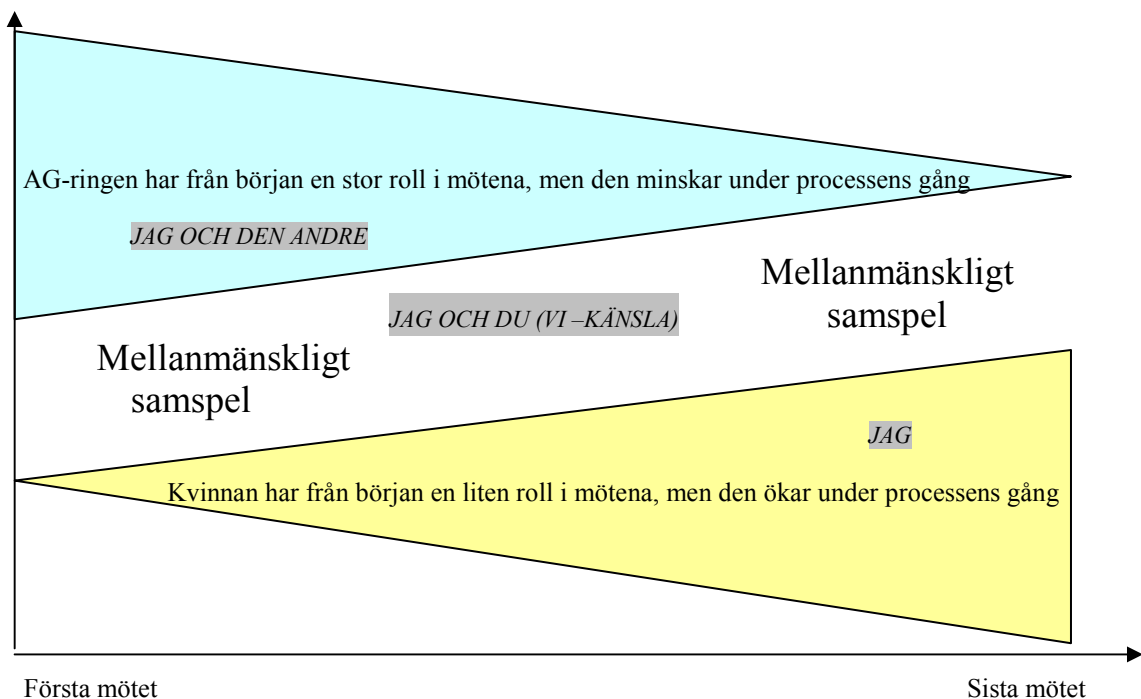 AG-ringen har från början en stor roll i mötena, men den minskar under processens gång
JAG OCH DEN ANDRE
Mellanmänskligt
samspel
JAG OCH DU (VI –KÄNSLA)
Mellanmänskligt
samspel
JAG
Kvinnan har från början en liten roll i mötena, men den ökar under processens gång
Första mötet
Sista mötet